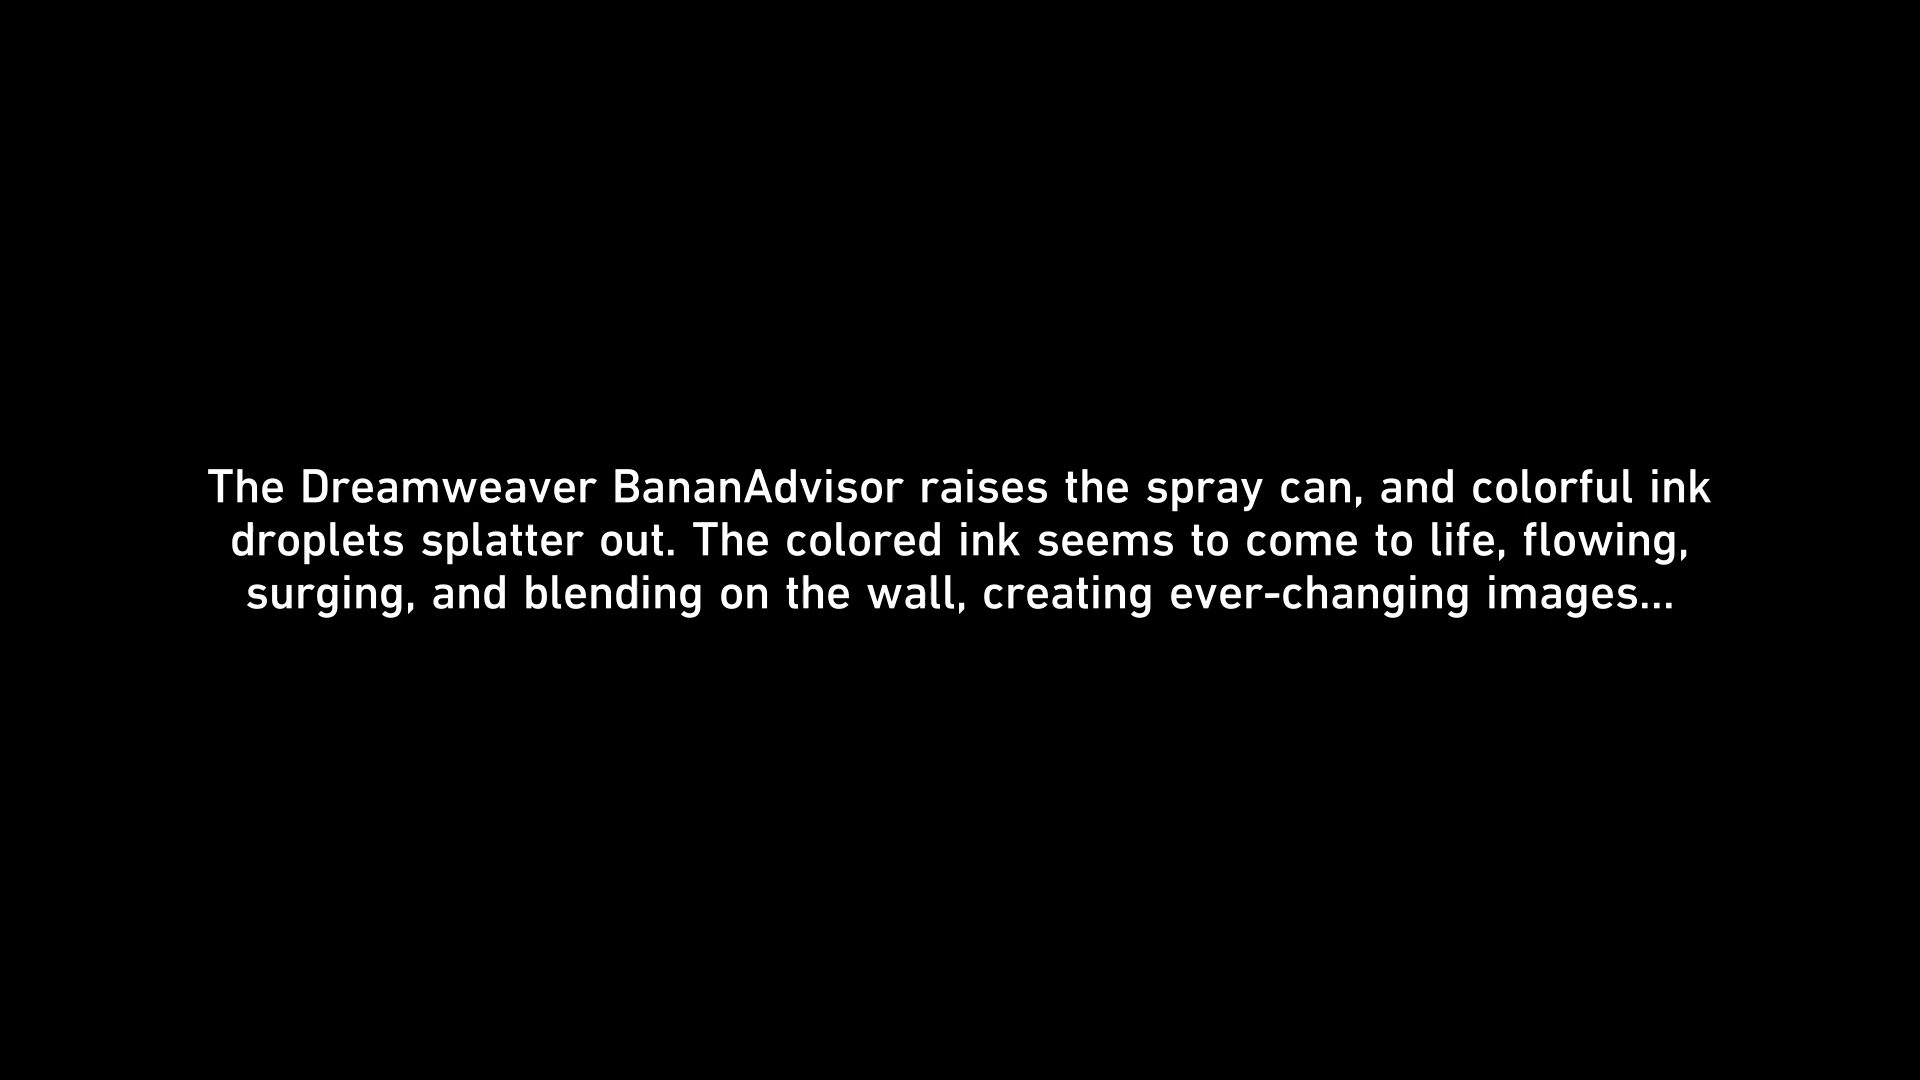 The Dreamweaver BananAdvisor raises the spray can, and colorful ink
droplets splatter out. The colored ink seems to come to life, flowing,
surging, and blending on the wall, creating ever-changing images...